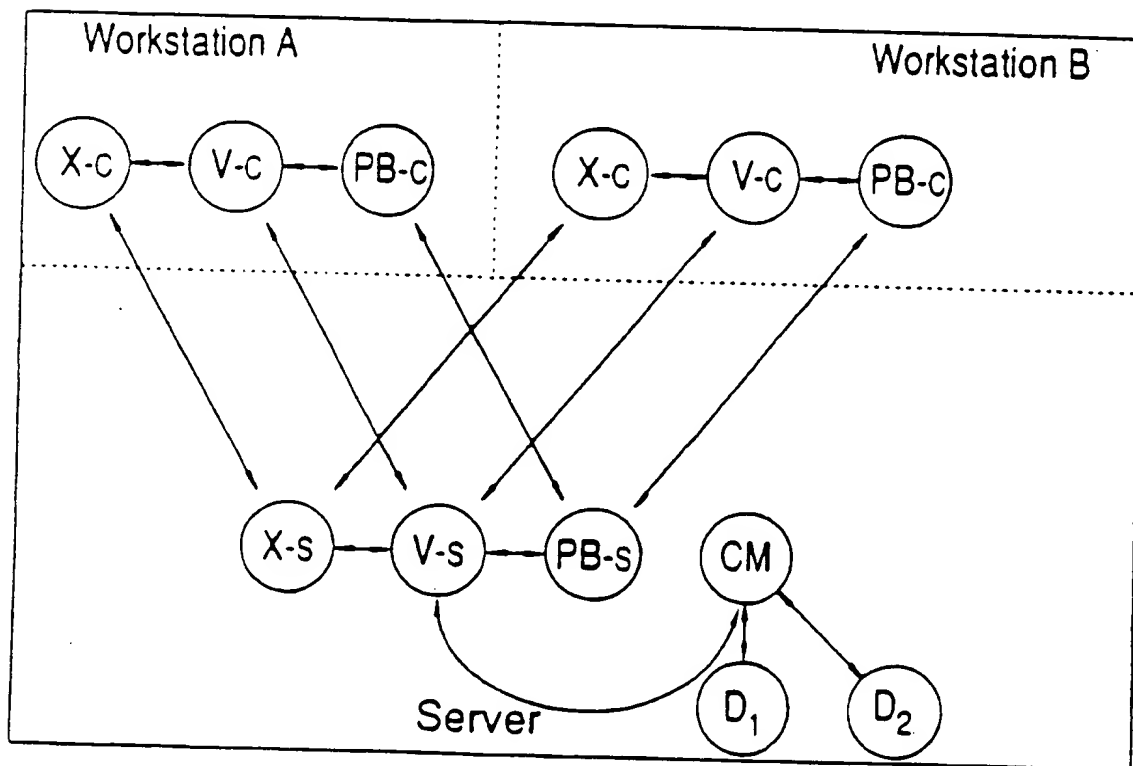 Workstation A
Workstation B
X-c
V-c
PB-c
X-c
V-c
PB-c
X-s
V-s
PB-s
CM
Server
D₁
D₂